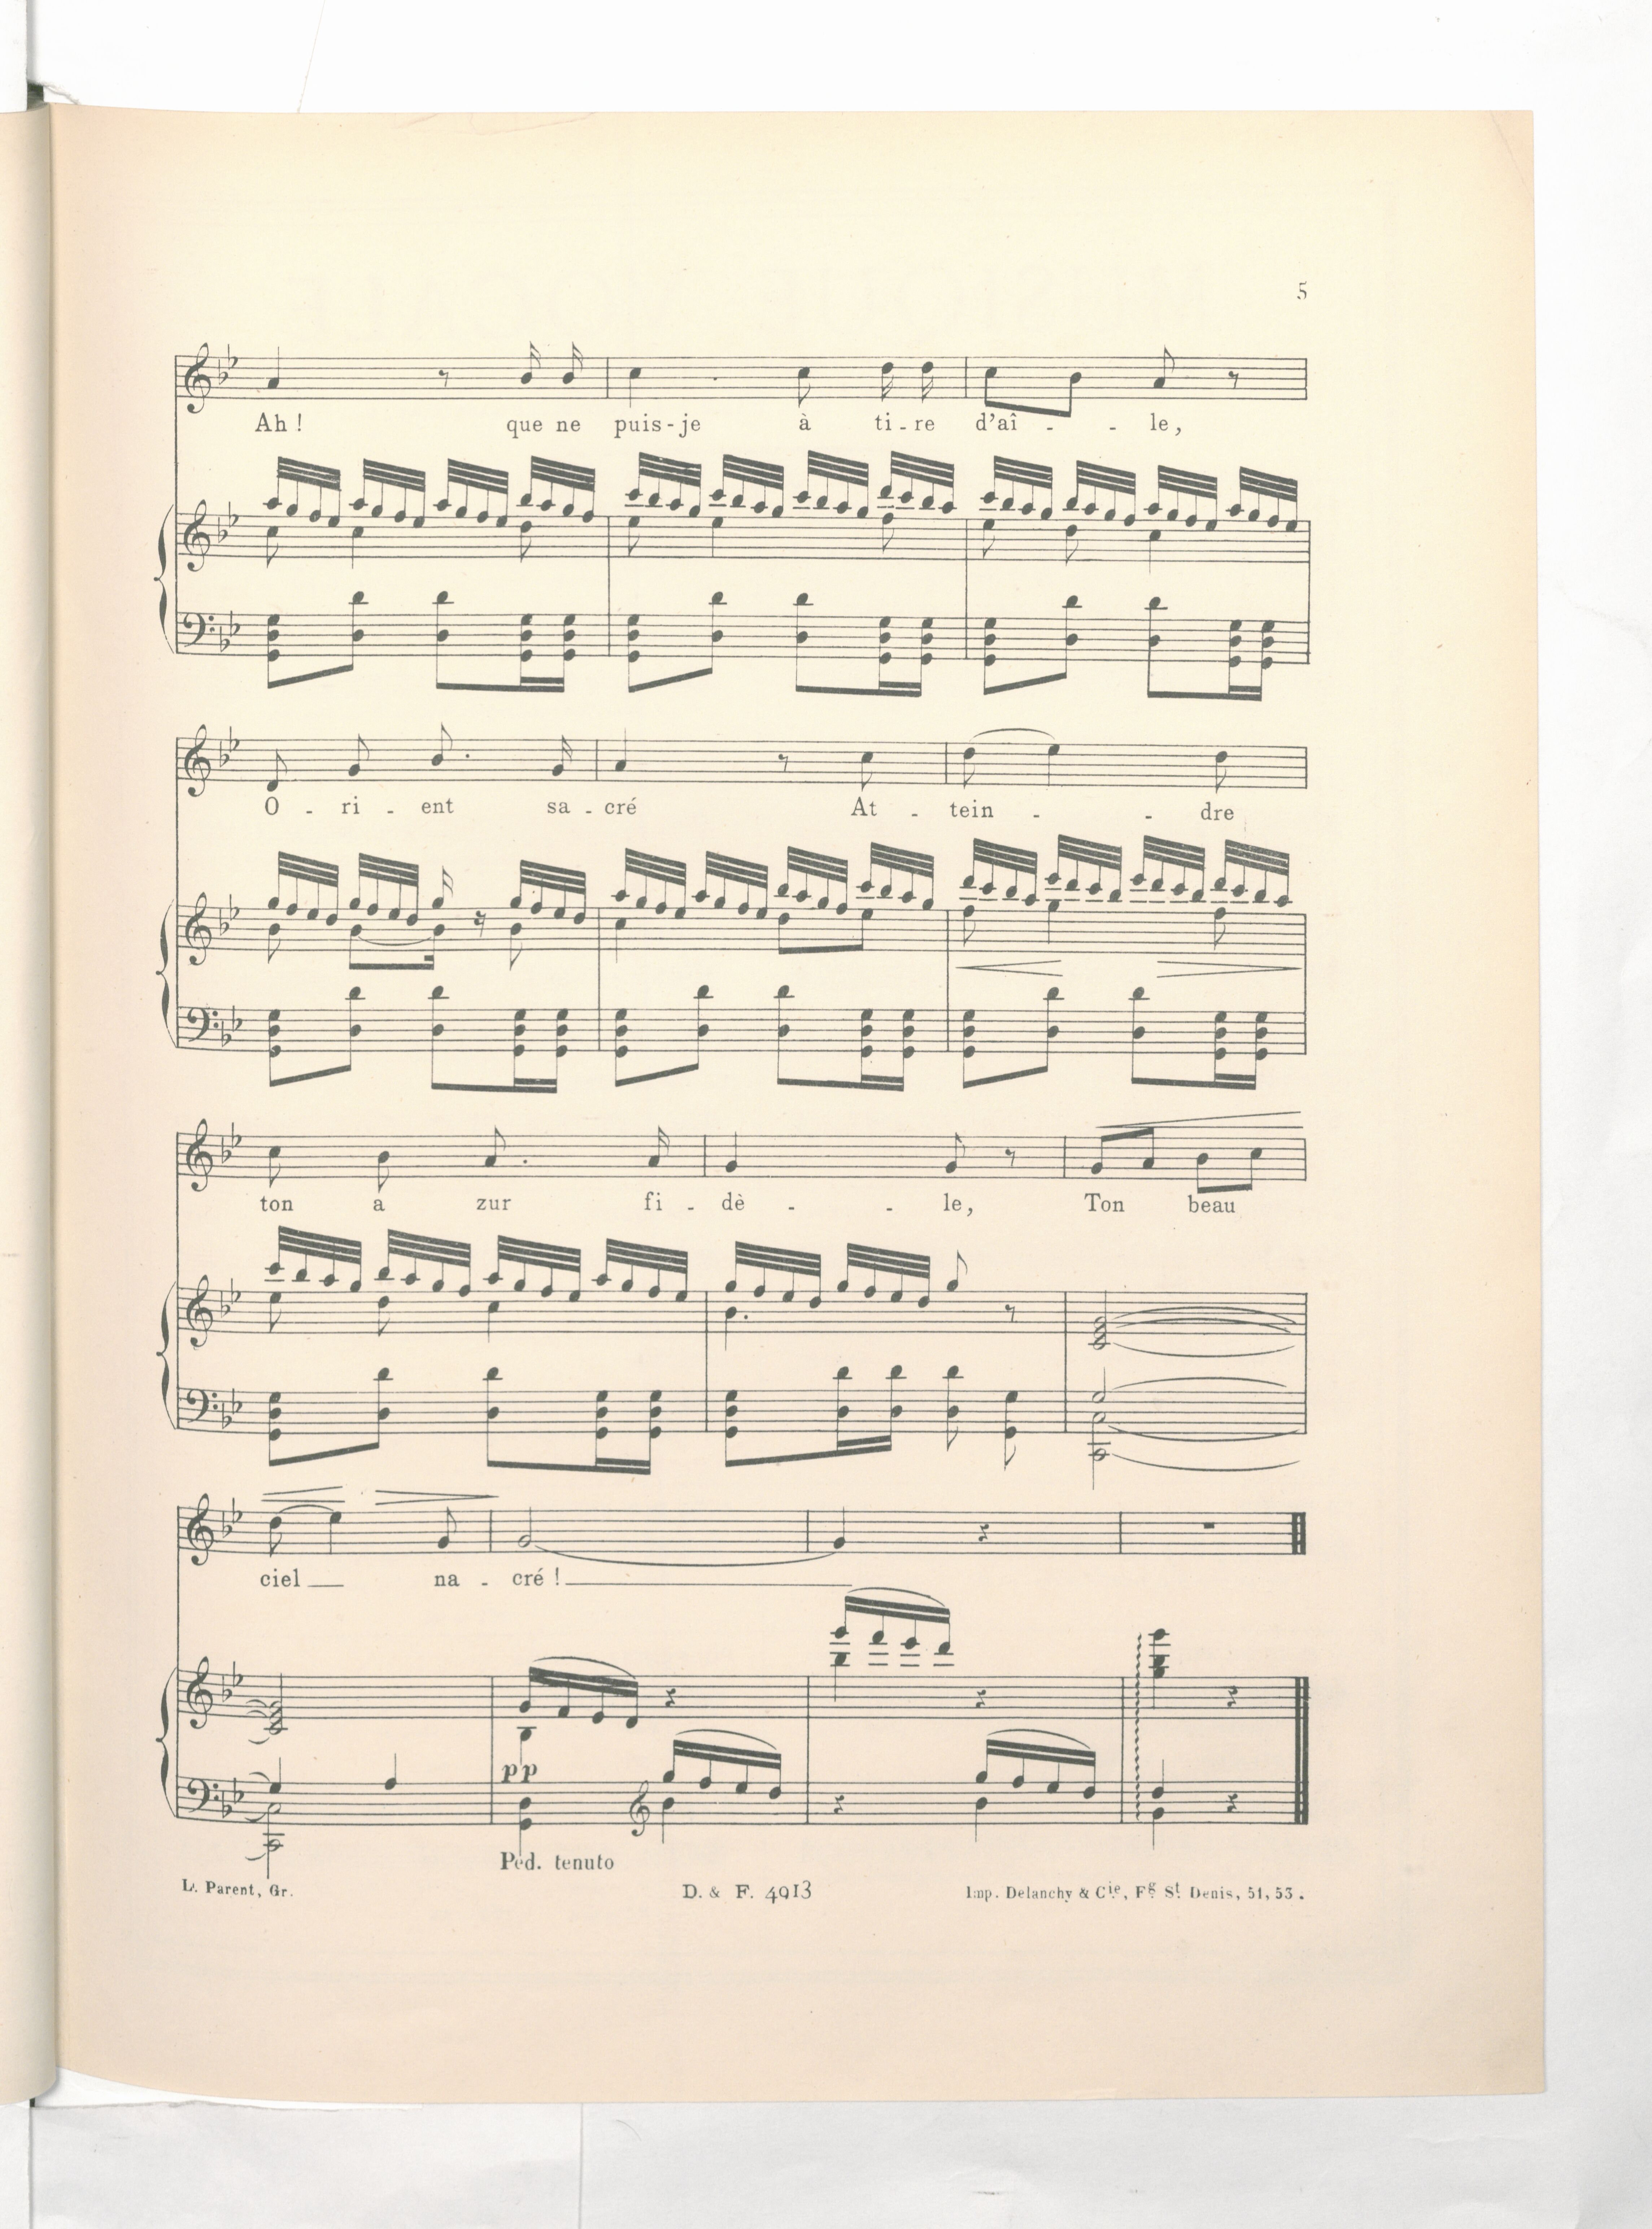 5
Ah ! que ne puis-je à ti-re d'aî - - le,
O - ri - ent sa-cré At - tein - - dre
ton a zur fi - dè - - le, Ton beau
ciel na - cré !
pp
Ped. tenuto
L. Parent, Gr. D. & F. 4913 Imp. Delanchy & Cie, Fg St Denis, 51, 53.